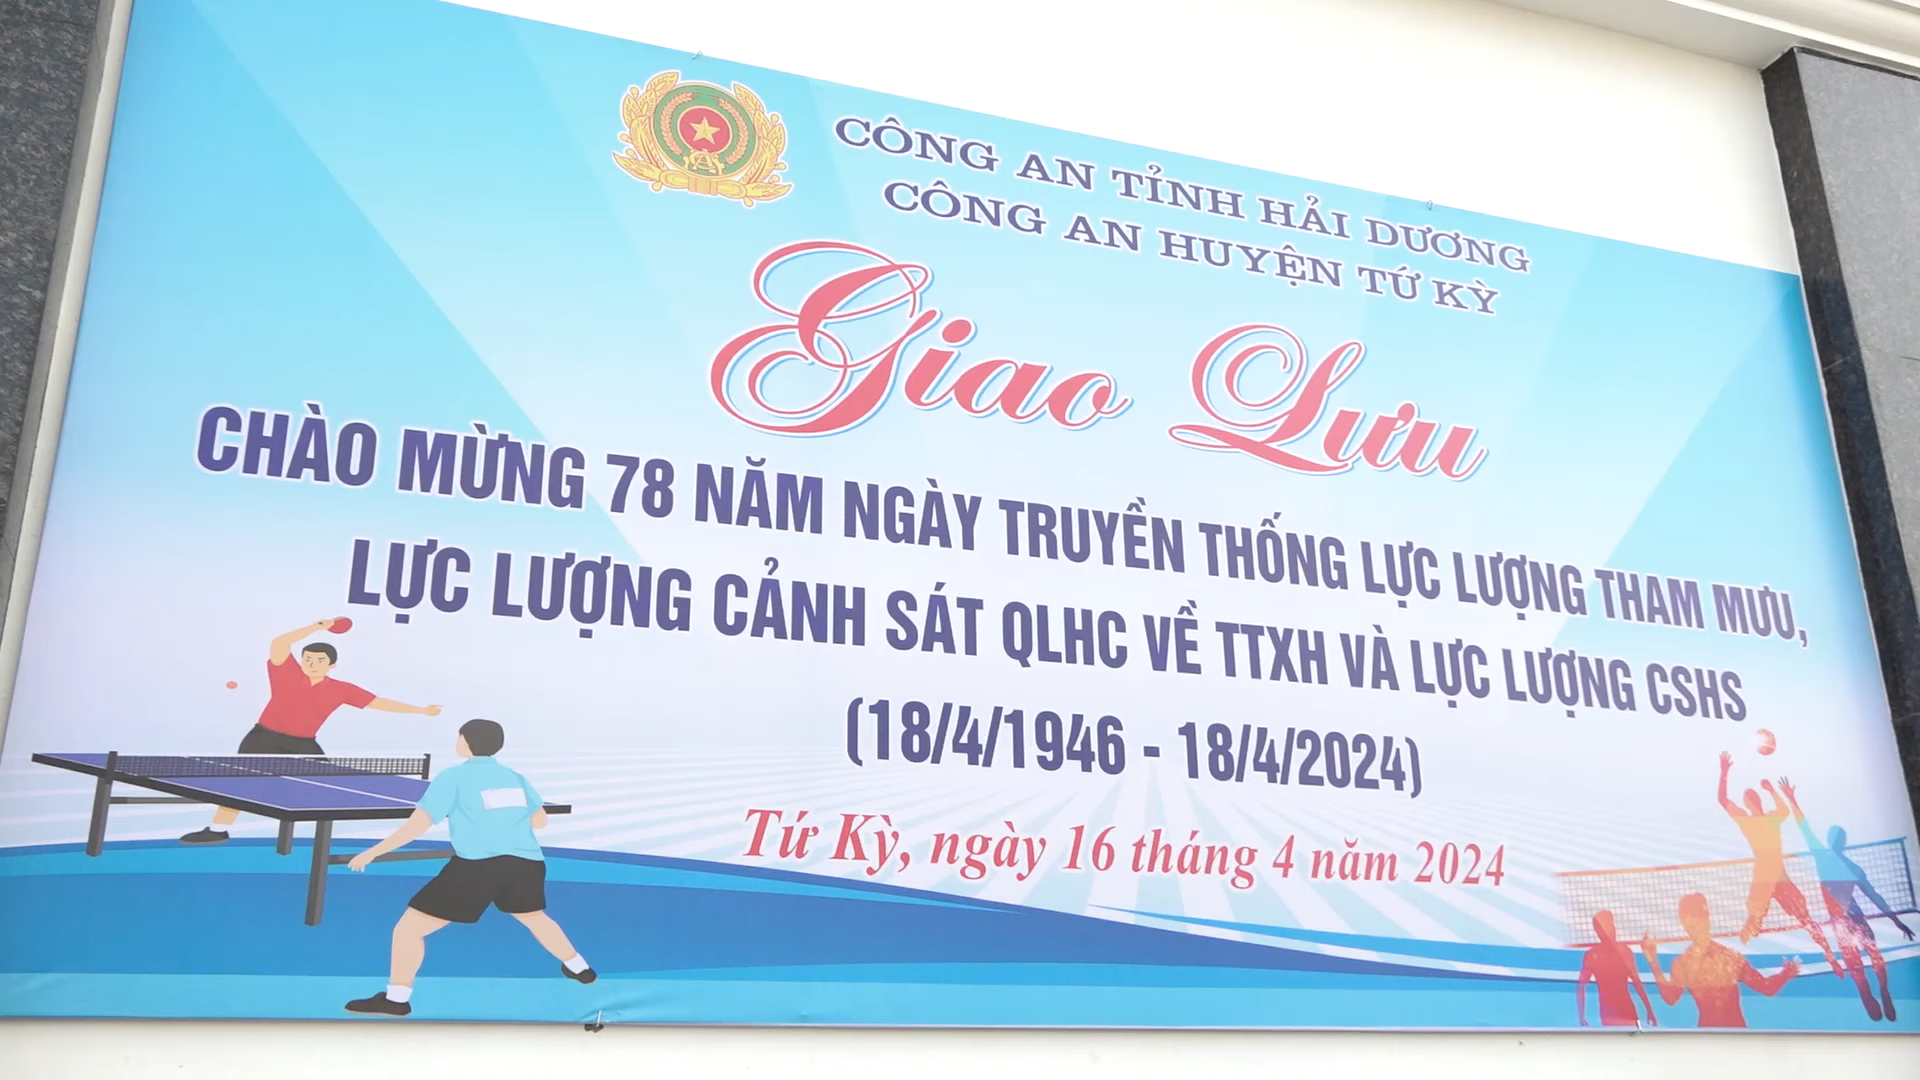 CÔNG AN TỈNH HẢI DƯƠNG
CÔNG AN HUYỆN TỨ KỲ
Giao Lưu
CHÀO MỪNG 78 NĂM NGÀY TRUYỀN THỐNG LỰC LƯỢNG THAM MƯU,
LỰC LƯỢNG CẢNH SÁT QLHC VỀ TTXH VÀ LỰC LƯỢNG CSHS
(18/4/1946 - 18/4/2024)
Tứ Kỳ, ngày 16 tháng 4 năm 2024